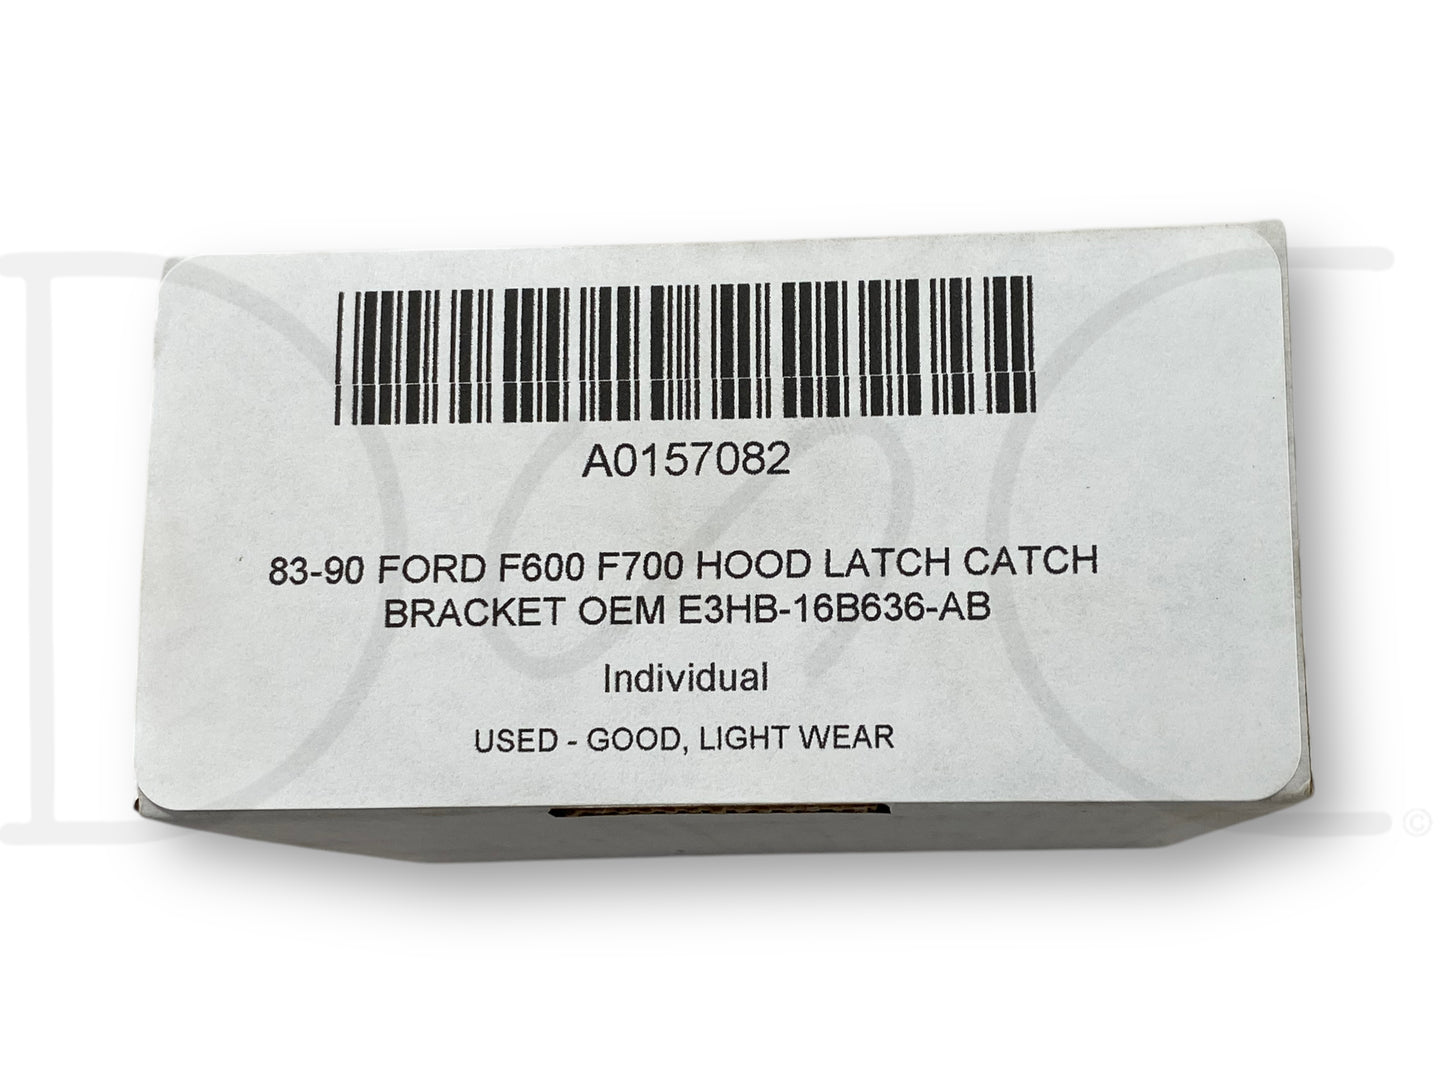 A0157082
83-90 FORD F600 F700 HOOD LATCH CATCH
BRACKET OEM E3HB-16B636-AB
Individual
USED - GOOD, LIGHT WEAR
©